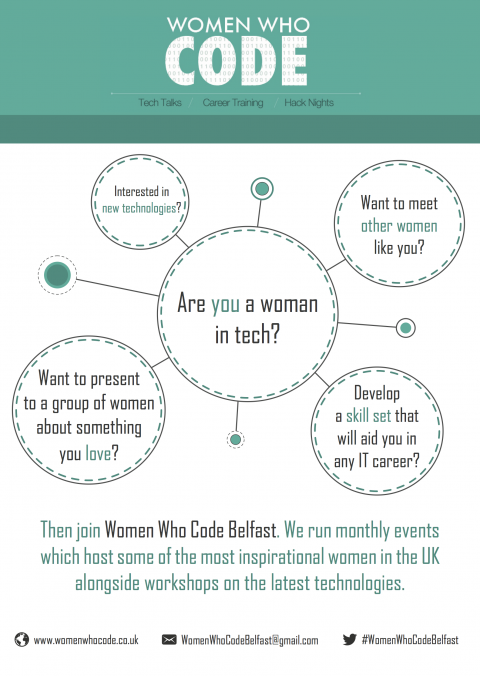 WOMEN WHO
CODE
Tech Talks / Career Training / Hack Nights
Interested in
new technologies?
Want to meet
other women
like you?
Are you a woman
in tech?
Want to present
to a group of women
about something
you love?
Develop
a skill set that
will aid you in
any IT career?
Then join Women Who Code Belfast. We run monthly events
which host some of the most inspirational women in the UK
alongside workshops on the latest technologies.
www.womenwhocode.co.uk WomenWhoCodeBelfast@gmail.com #WomenWhoCodeBelfast